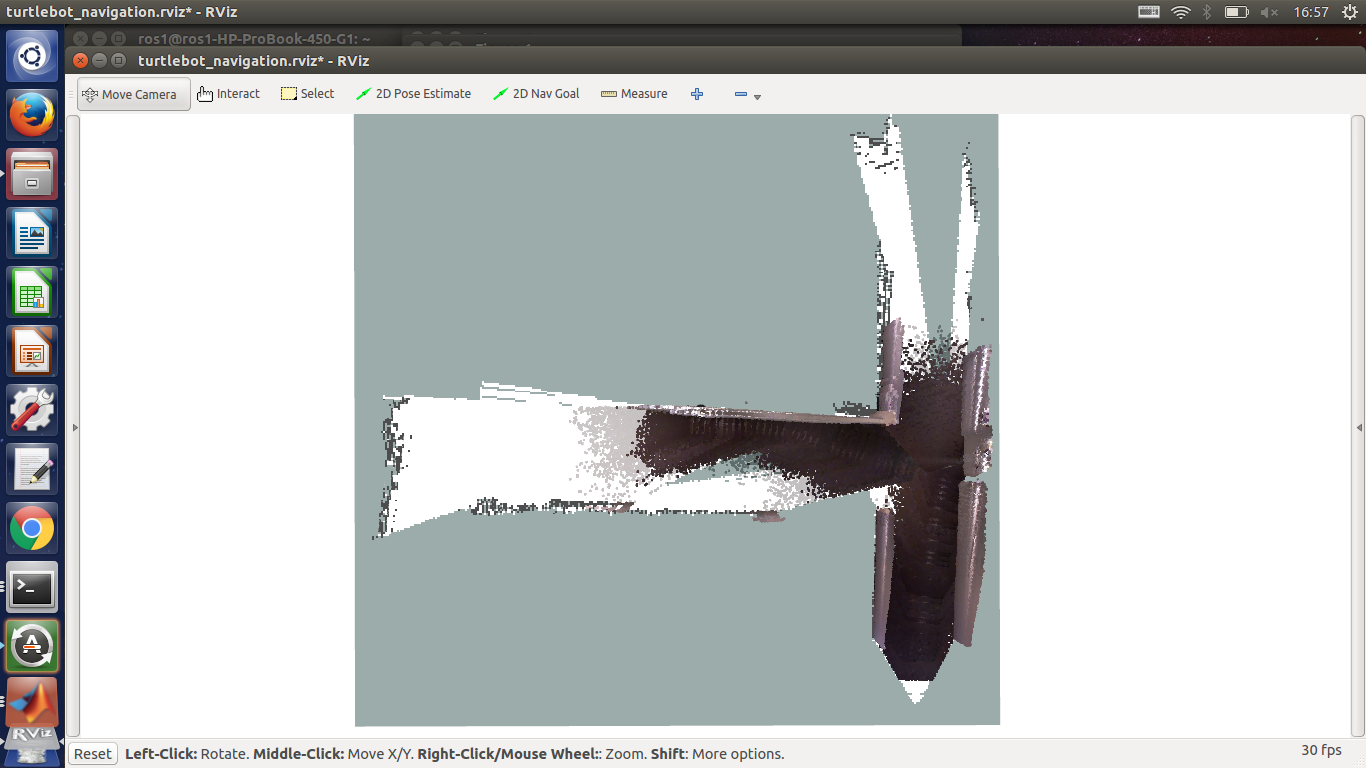 turtlebot_navigation.rviz* - RViz
16:57
ros1@ros1-HP-ProBook-450-G1: ~
turtlebot_navigation.rviz* - RViz
Move Camera
Interact
Select
2D Pose Estimate
2D Nav Goal
Measure
RViz
Reset
Left-Click: Rotate. Middle-Click: Move X/Y. Right-Click/Mouse Wheel:: Zoom. Shift: More options.
30 fps